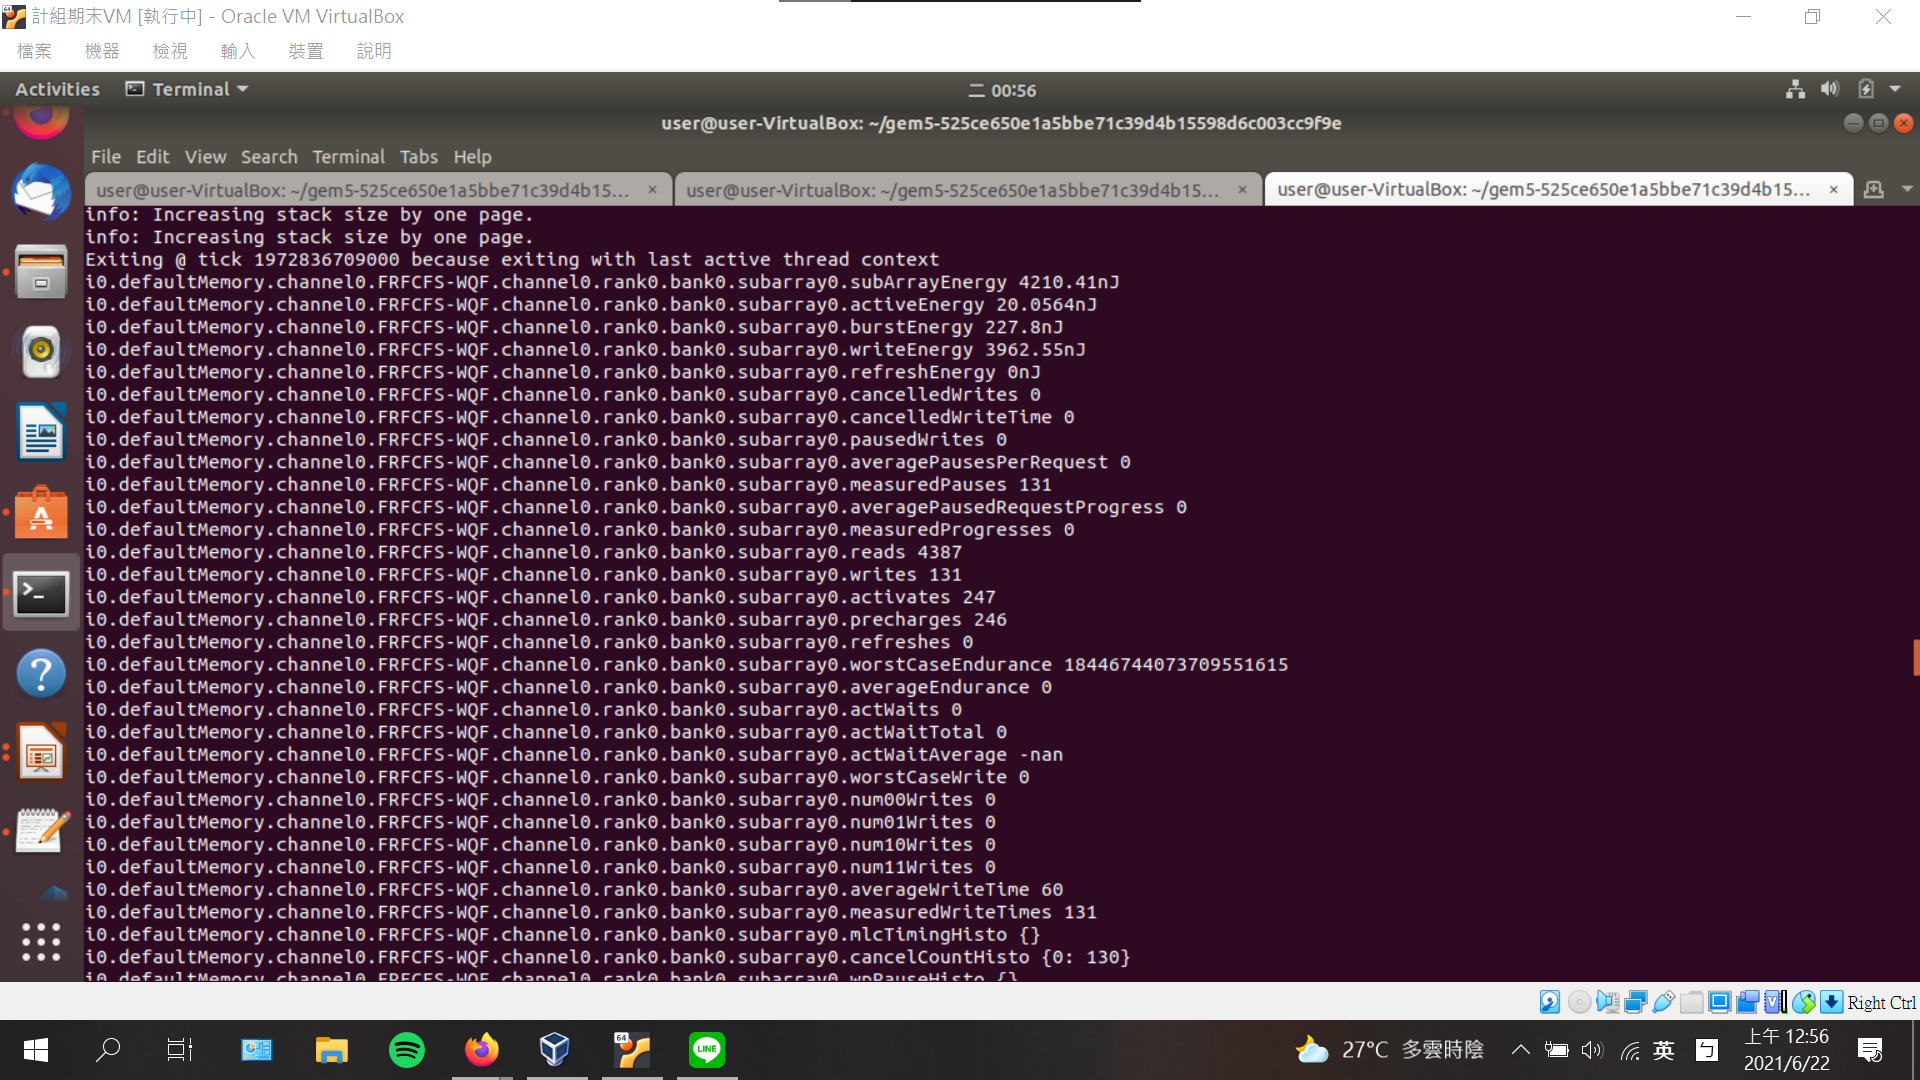 計組期末VM [執行中] - Oracle VM VirtualBox
檔案 機器 檢視 輸入 裝置 說明
Activities Terminal 二 00:56
user@user-VirtualBox: ~/gem5-525ce650e1a5bbe71c39d4b15598d6c003cc9f9e
File Edit View Search Terminal Tabs Help
user@user-VirtualBox: ~/gem5-525ce650e1a5bbe71c39d4b15... × user@user-VirtualBox: ~/gem5-525ce650e1a5bbe71c39d4b15... × user@user-VirtualBox: ~/gem5-525ce650e1a5bbe71c39d4b15... ×
info: Increasing stack size by one page.
info: Increasing stack size by one page.
Exiting @ tick 1972836709000 because exiting with last active thread context
i0.defaultMemory.channel0.FRFCFS-WQF.channel0.rank0.bank0.subarray0.subArrayEnergy 4210.41nJ
i0.defaultMemory.channel0.FRFCFS-WQF.channel0.rank0.bank0.subarray0.activeEnergy 20.0564nJ
i0.defaultMemory.channel0.FRFCFS-WQF.channel0.rank0.bank0.subarray0.burstEnergy 227.8nJ
i0.defaultMemory.channel0.FRFCFS-WQF.channel0.rank0.bank0.subarray0.writeEnergy 3962.55nJ
i0.defaultMemory.channel0.FRFCFS-WQF.channel0.rank0.bank0.subarray0.refreshEnergy 0nJ
i0.defaultMemory.channel0.FRFCFS-WQF.channel0.rank0.bank0.subarray0.cancelledWrites 0
i0.defaultMemory.channel0.FRFCFS-WQF.channel0.rank0.bank0.subarray0.cancelledWriteTime 0
i0.defaultMemory.channel0.FRFCFS-WQF.channel0.rank0.bank0.subarray0.pausedWrites 0
i0.defaultMemory.channel0.FRFCFS-WQF.channel0.rank0.bank0.subarray0.averagePausesPerRequest 0
i0.defaultMemory.channel0.FRFCFS-WQF.channel0.rank0.bank0.subarray0.measuredPauses 131
i0.defaultMemory.channel0.FRFCFS-WQF.channel0.rank0.bank0.subarray0.averagePausedRequestProgress 0
i0.defaultMemory.channel0.FRFCFS-WQF.channel0.rank0.bank0.subarray0.measuredProgresses 0
i0.defaultMemory.channel0.FRFCFS-WQF.channel0.rank0.bank0.subarray0.reads 4387
i0.defaultMemory.channel0.FRFCFS-WQF.channel0.rank0.bank0.subarray0.writes 131
i0.defaultMemory.channel0.FRFCFS-WQF.channel0.rank0.bank0.subarray0.activates 247
i0.defaultMemory.channel0.FRFCFS-WQF.channel0.rank0.bank0.subarray0.precharges 246
i0.defaultMemory.channel0.FRFCFS-WQF.channel0.rank0.bank0.subarray0.refreshes 0
i0.defaultMemory.channel0.FRFCFS-WQF.channel0.rank0.bank0.subarray0.worstCaseEndurance 18446744073709551615
i0.defaultMemory.channel0.FRFCFS-WQF.channel0.rank0.bank0.subarray0.averageEndurance 0
i0.defaultMemory.channel0.FRFCFS-WQF.channel0.rank0.bank0.subarray0.actWaits 0
i0.defaultMemory.channel0.FRFCFS-WQF.channel0.rank0.bank0.subarray0.actWaitTotal 0
i0.defaultMemory.channel0.FRFCFS-WQF.channel0.rank0.bank0.subarray0.actWaitAverage -nan
i0.defaultMemory.channel0.FRFCFS-WQF.channel0.rank0.bank0.subarray0.worstCaseWrite 0
i0.defaultMemory.channel0.FRFCFS-WQF.channel0.rank0.bank0.subarray0.num00Writes 0
i0.defaultMemory.channel0.FRFCFS-WQF.channel0.rank0.bank0.subarray0.num01Writes 0
i0.defaultMemory.channel0.FRFCFS-WQF.channel0.rank0.bank0.subarray0.num10Writes 0
i0.defaultMemory.channel0.FRFCFS-WQF.channel0.rank0.bank0.subarray0.num11Writes 0
i0.defaultMemory.channel0.FRFCFS-WQF.channel0.rank0.bank0.subarray0.averageWriteTime 60
i0.defaultMemory.channel0.FRFCFS-WQF.channel0.rank0.bank0.subarray0.measuredWriteTimes 131
i0.defaultMemory.channel0.FRFCFS-WQF.channel0.rank0.bank0.subarray0.mlcTimingHisto {}
i0.defaultMemory.channel0.FRFCFS-WQF.channel0.rank0.bank0.subarray0.cancelCountHisto {0: 130}
i0.defaultMemory.channel0.FRFCFS-WQF.channel0.rank0.bank0.subarray0.wpPauseHisto {}
Right Ctrl
64 LINE 27°C 多雲時陰 英 ㄅ 上午 12:56
2021/6/22